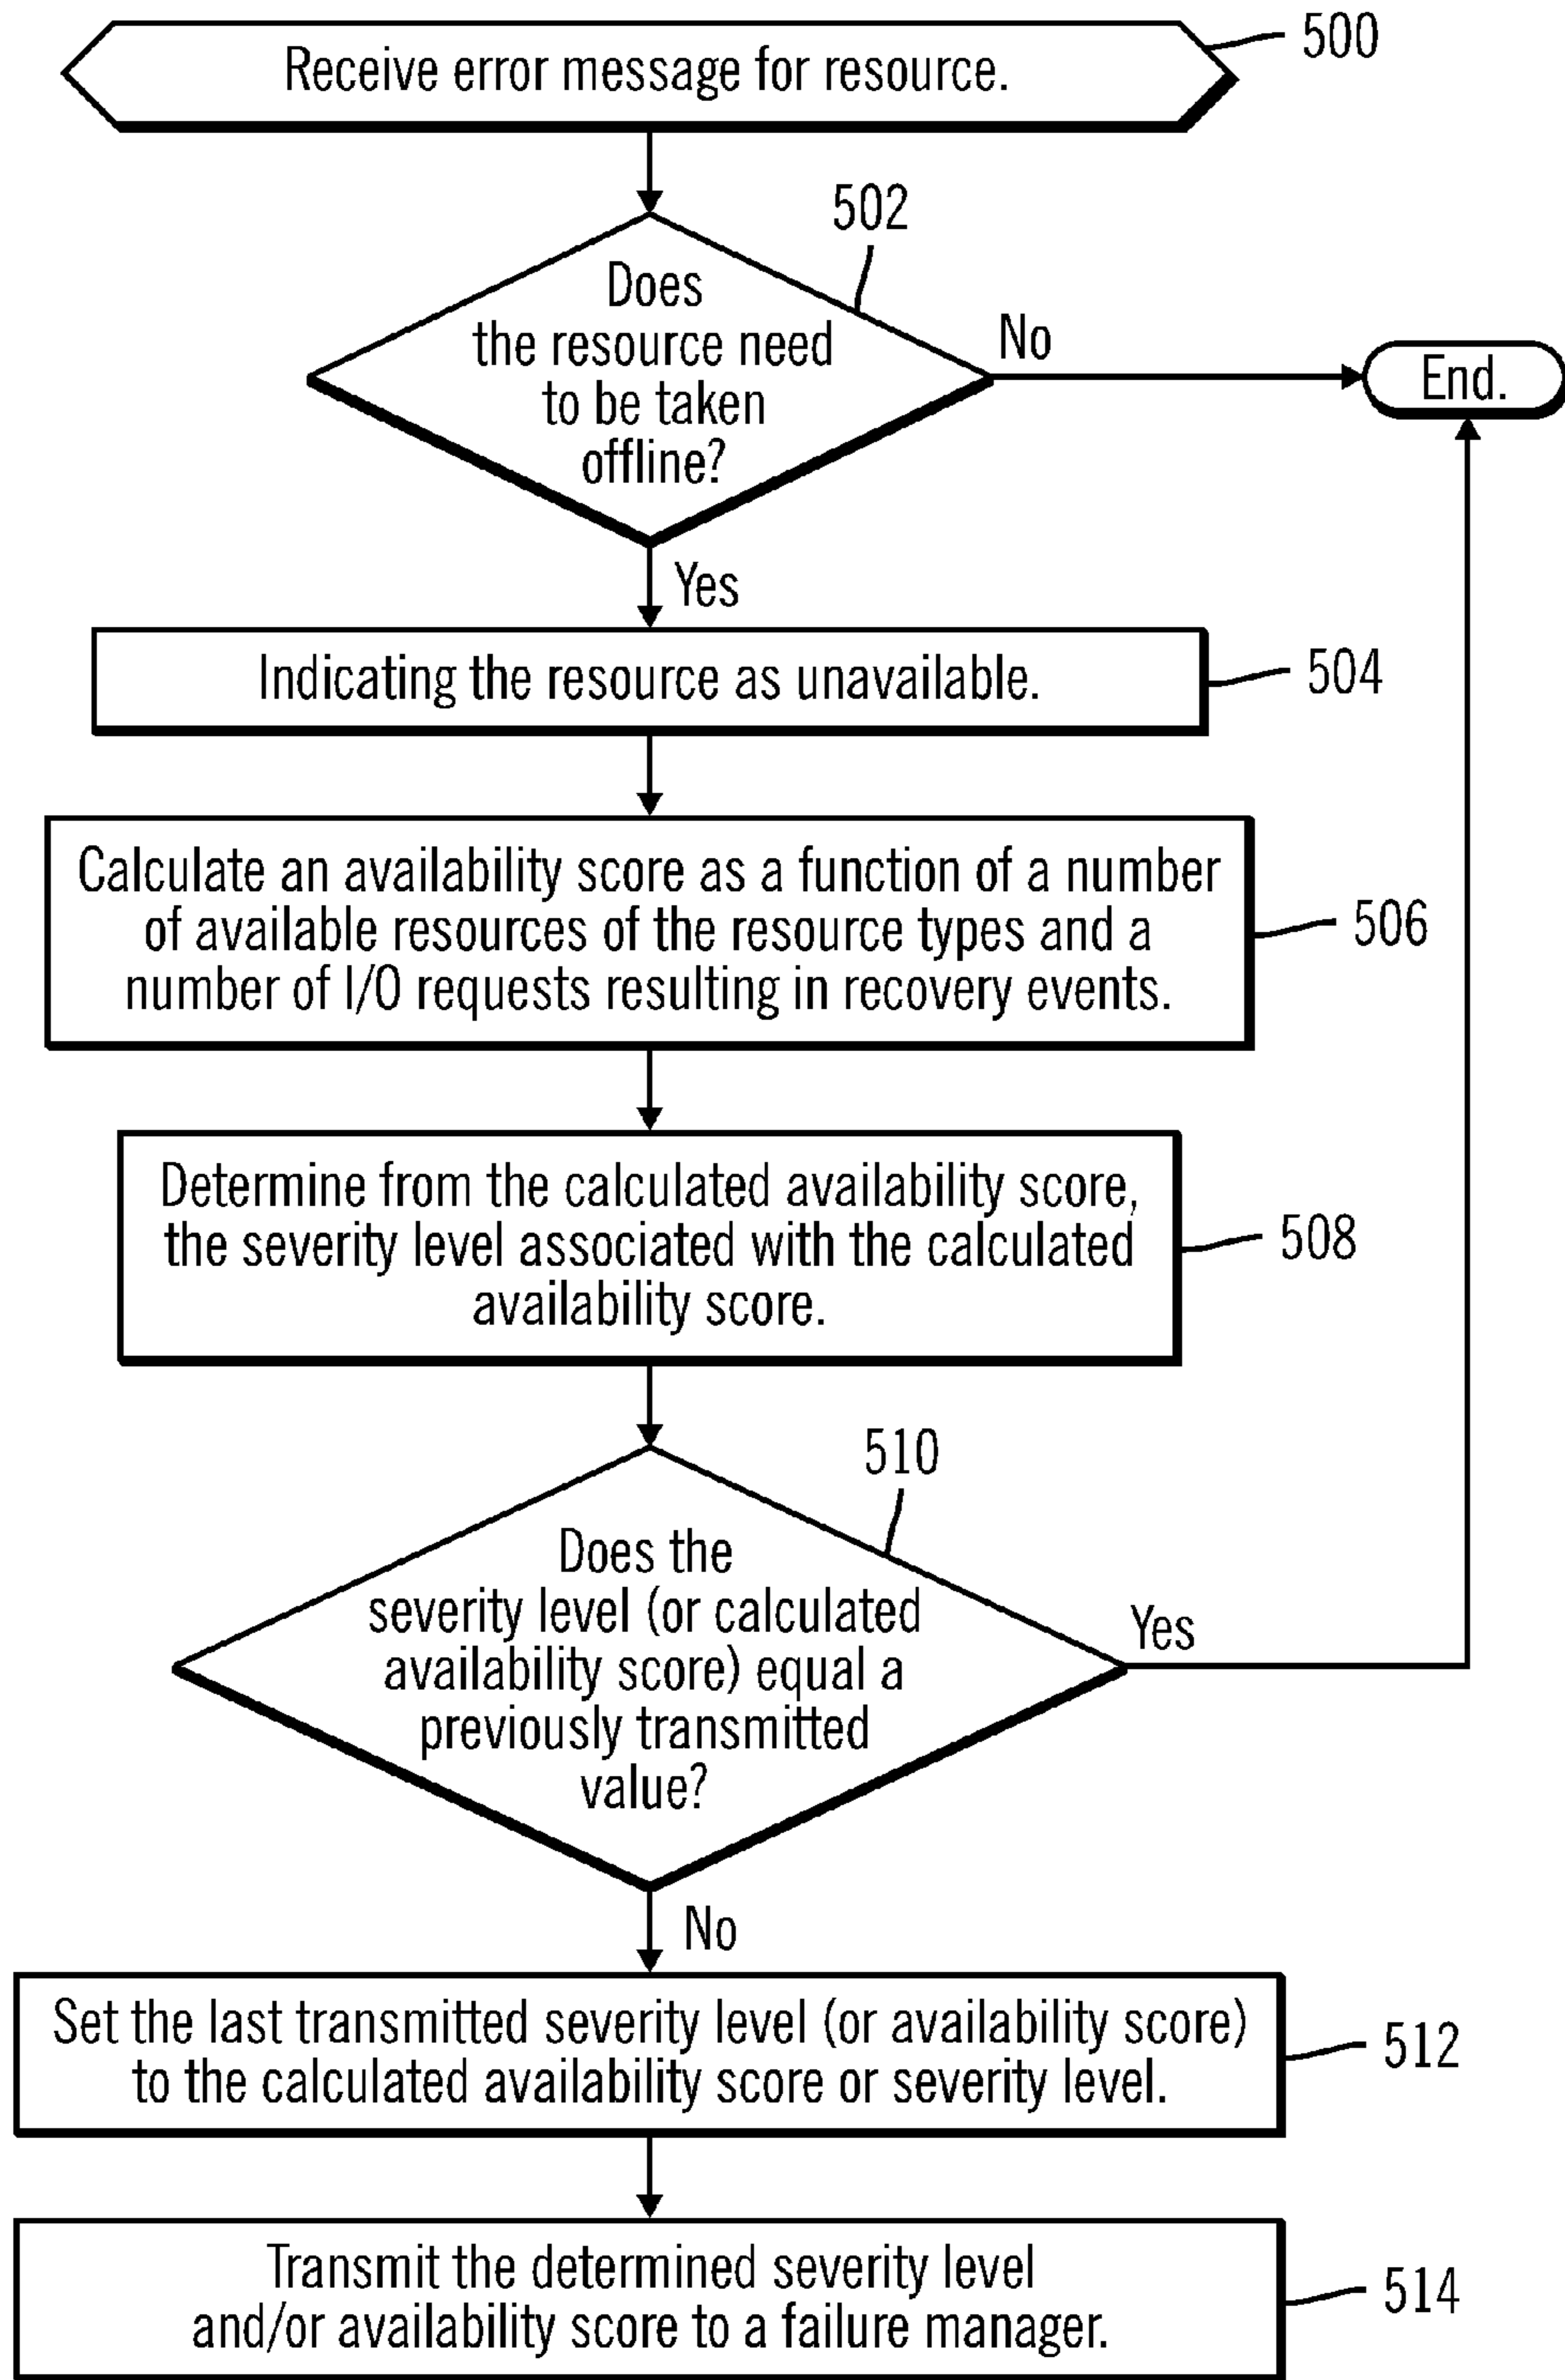 Receive error message for resource.
500
502
Does
the resource need
to be taken
offline?
No
End.
Yes
Indicating the resource as unavailable.
504
Calculate an availability score as a function of a number
of available resources of the resource types and a
number of I/O requests resulting in recovery events.
506
Determine from the calculated availability score,
the severity level associated with the calculated
availability score.
508
510
Does the
severity level (or calculated
availability score) equal a
previously transmitted
value?
Yes
No
Set the last transmitted severity level (or availability score)
to the calculated availability score or severity level.
512
Transmit the determined severity level
and/or availability score to a failure manager.
514